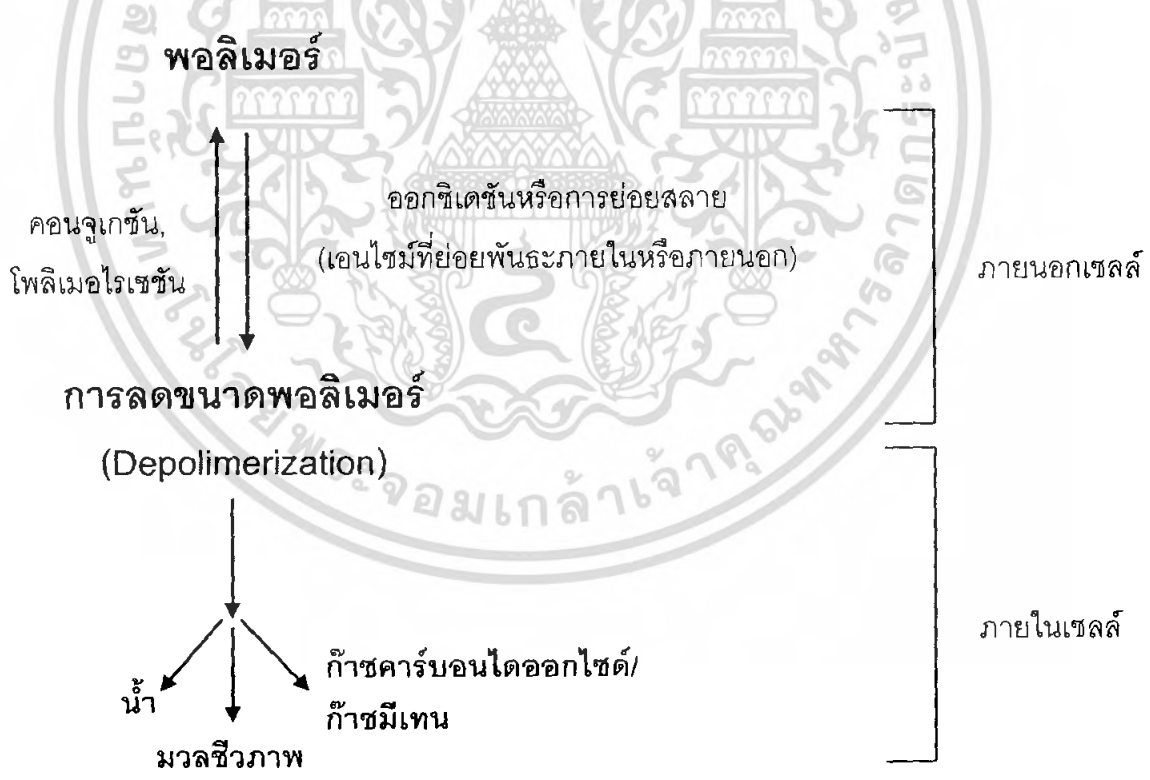 พอลิเมอร์
คอนจูเกชัน,
โพลิเมอไรเซชัน
ออกซิเดชันหรือการย่อยสลาย
(เอนไซม์ที่ย่อยพันธะภายในหรือภายนอก)
ภายนอกเซลล์
การลดขนาดพอลิเมอร์
(Depolimerization)
ภายในเซลล์
น้ำ
ก๊าซคาร์บอนไดออกไซด์/
ก๊าซมีเทน
มวลชีวภาพ